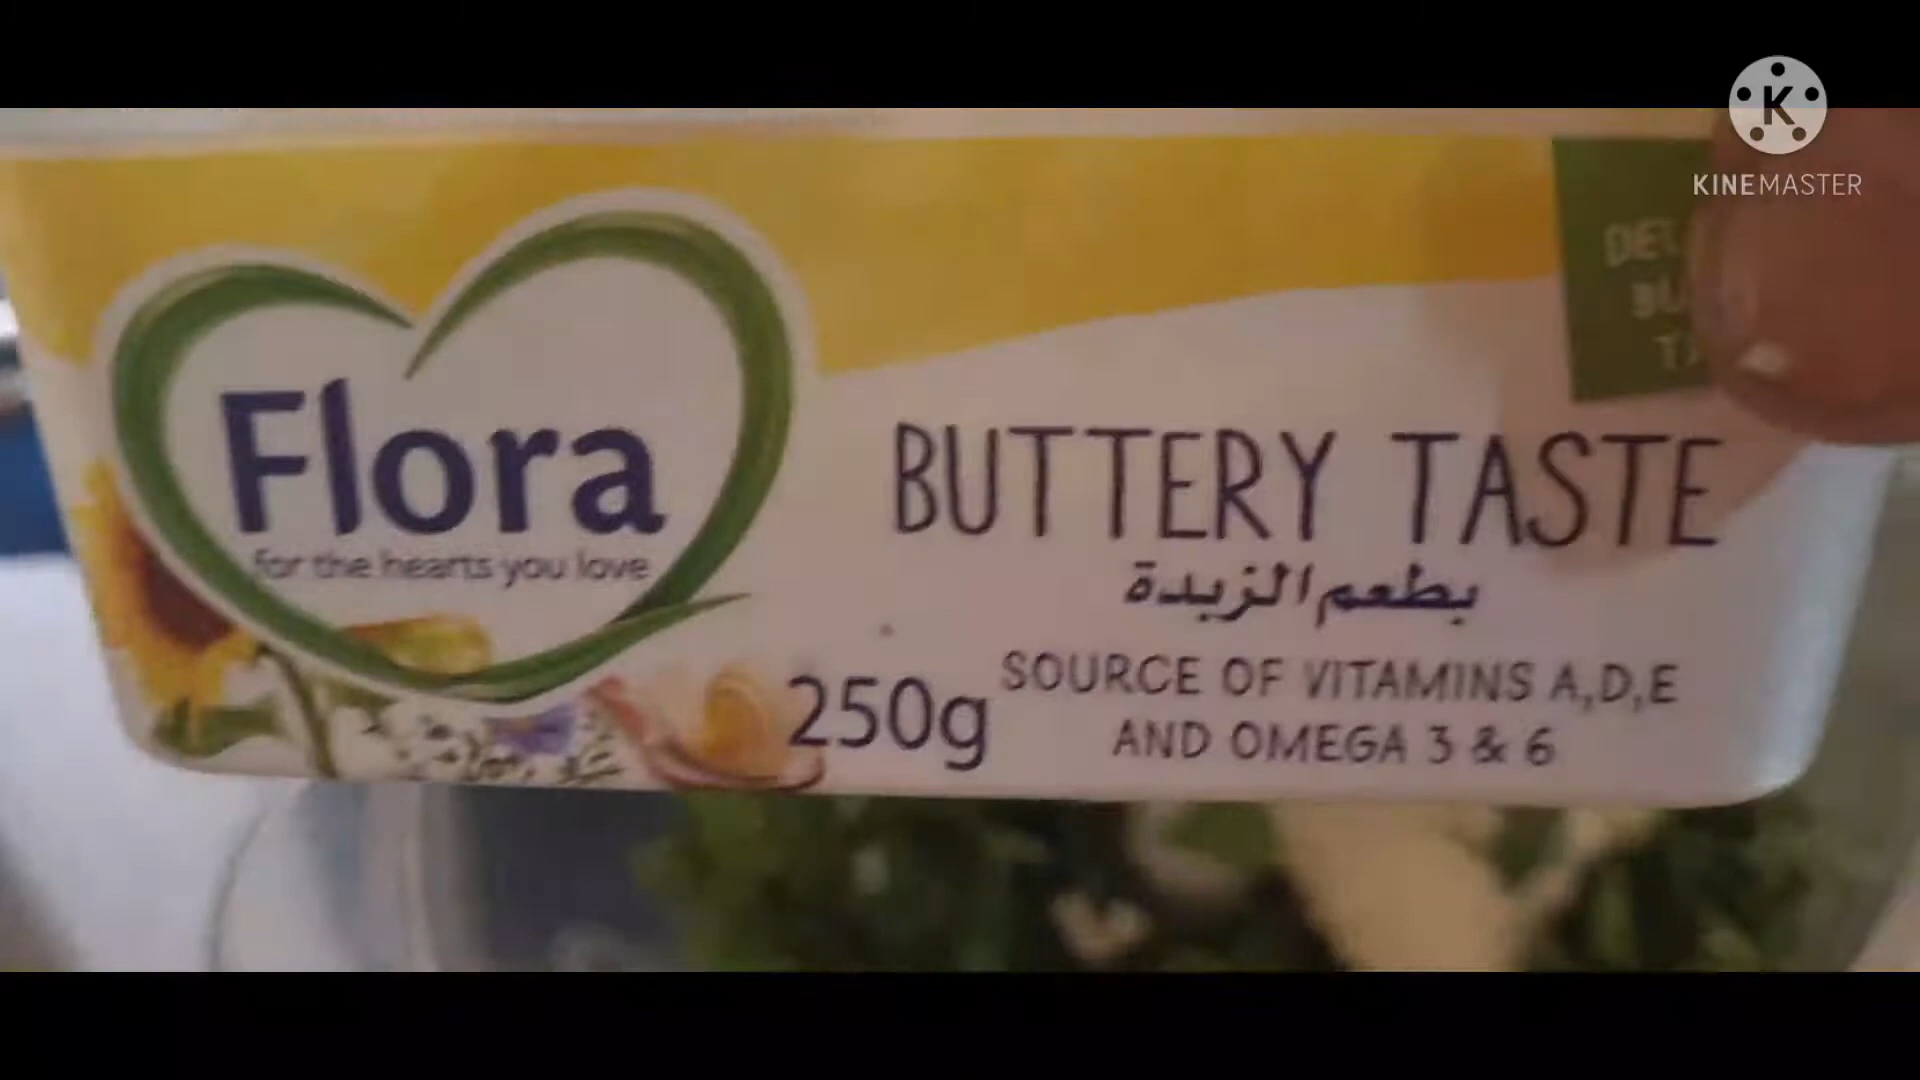 K
KINEMASTER
Flora
for the hearts you love
BUTTERY TASTE
بطعم الزبدة
250g
SOURCE OF VITAMINS A,D,E
AND OMEGA 3 & 6